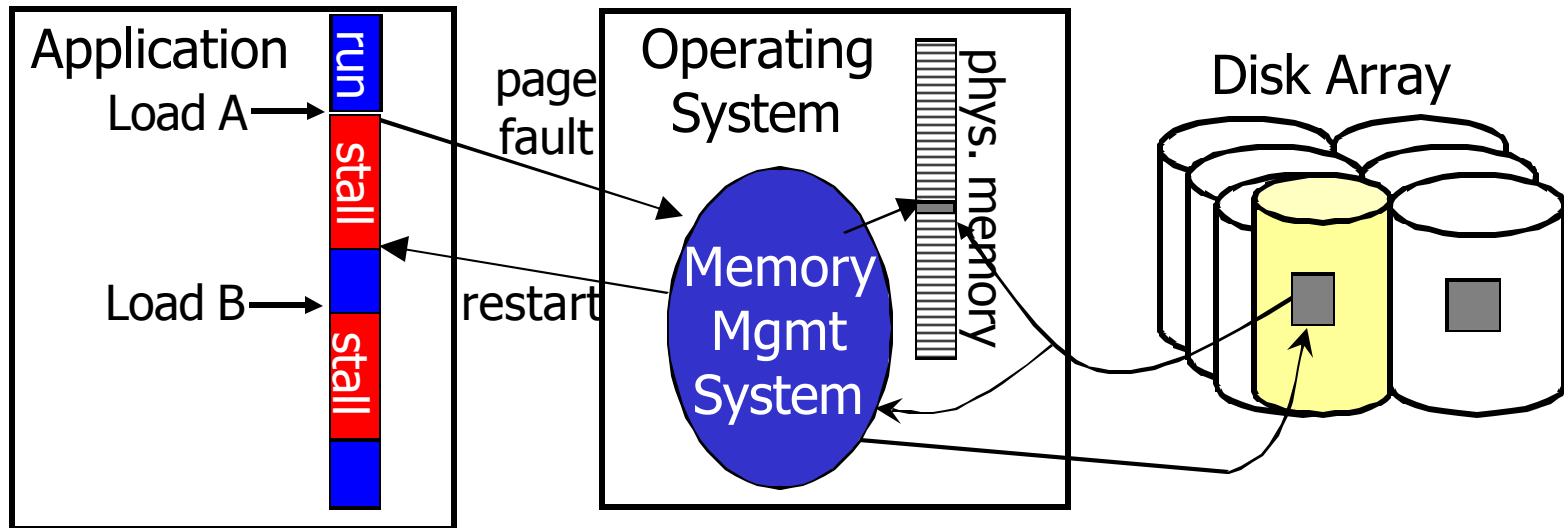 Application
run
Load A
stall
Load B
stall
page
fault
restart
Operating
System
phys. memory
Memory
Mgmt
System
Disk Array